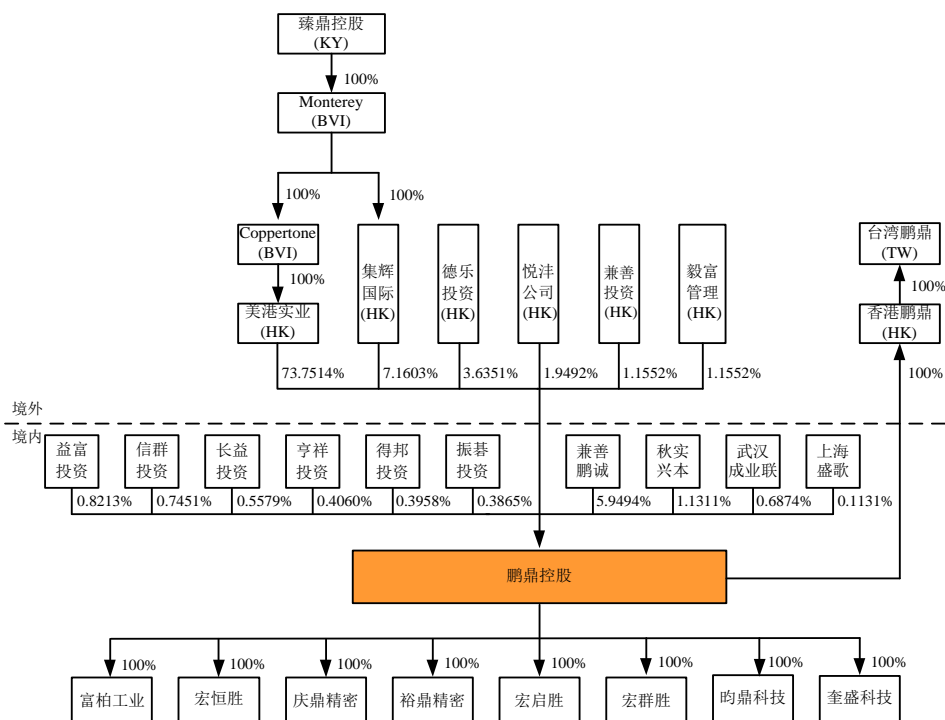 臻鼎控股
(KY)
100%
Monterey
(BVI)
100%
100%
Coppertone
(BVI)
集辉
国际
(HK)
德乐
投资
(HK)
悦沣
公司
(HK)
兼善
投资
(HK)
毅富
管理
(HK)
台湾鹏鼎
(TW)
100%
100%
美港实业
(HK)
香港鹏鼎
(HK)
73.7514%
7.1603%
3.6351%
1.9492%
1.1552%
1.1552%
100%
境外
境内
益富
投资
信群
投资
长益
投资
亨祥
投资
得邦
投资
振碁
投资
兼善
鹏诚
秋实
兴本
武汉
成业联
上海
盛歌
0.8213%
0.7451%
0.5579%
0.4060%
0.3958%
0.3865%
5.9494%
1.1311%
0.6874%
0.1131%
鹏鼎控股
100%
100%
100%
100%
100%
100%
100%
100%
富柏工业
宏恒胜
庆鼎精密
裕鼎精密
宏启胜
宏群胜
昀鼎科技
奎盛科技